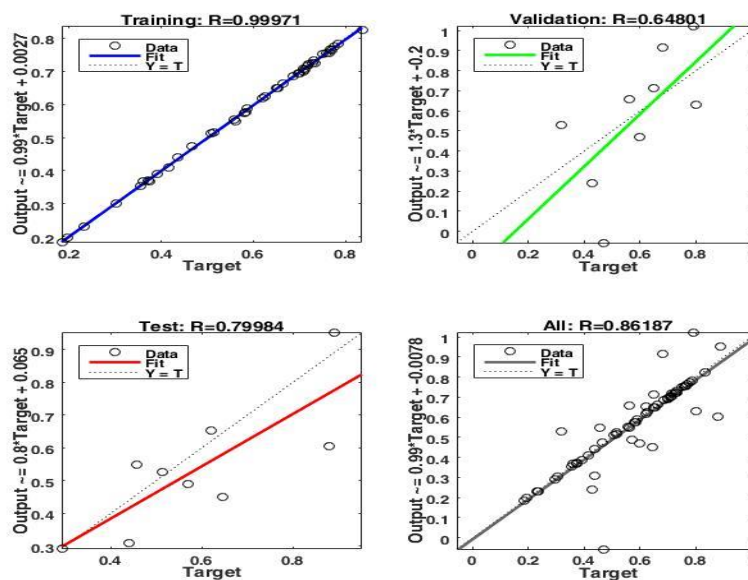 Training: R=0.99971
Data
Fit
Y = T
Output ~= 0.99*Target + 0.0027
0.8
0.7
0.6
0.5
0.4
0.3
0.2
0.2 0.4 0.6 0.8
Target
Validation: R=0.64801
Data
Fit
Y = T
Output ~= 1.3*Target + -0.2
1
0.9
0.8
0.7
0.6
0.5
0.4
0.3
0.2
0.1
0
0 0.2 0.4 0.6 0.8
Target
Test: R=0.79984
Data
Fit
Y = T
Output ~= 0.8*Target + 0.065
0.9
0.8
0.7
0.6
0.5
0.4
0.3
0.4 0.6 0.8
Target
All: R=0.86187
Data
Fit
Y = T
Output ~= 0.99*Target + -0.0078
1
0.9
0.8
0.7
0.6
0.5
0.4
0.3
0.2
0.1
0
0 0.2 0.4 0.6 0.8
Target